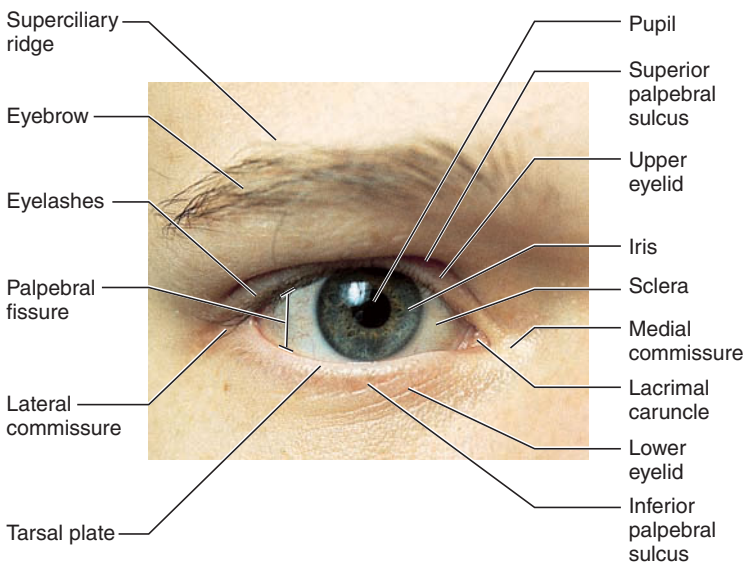 Superciliary
ridge
Eyebrow
Eyelashes
Palpebral
fissure
Lateral
commissure
Tarsal plate
Pupil
Superior
palpebral
sulcus
Upper
eyelid
Iris
Sclera
Medial
commissure
Lacrimal
caruncle
Lower
eyelid
Inferior
palpebral
sulcus